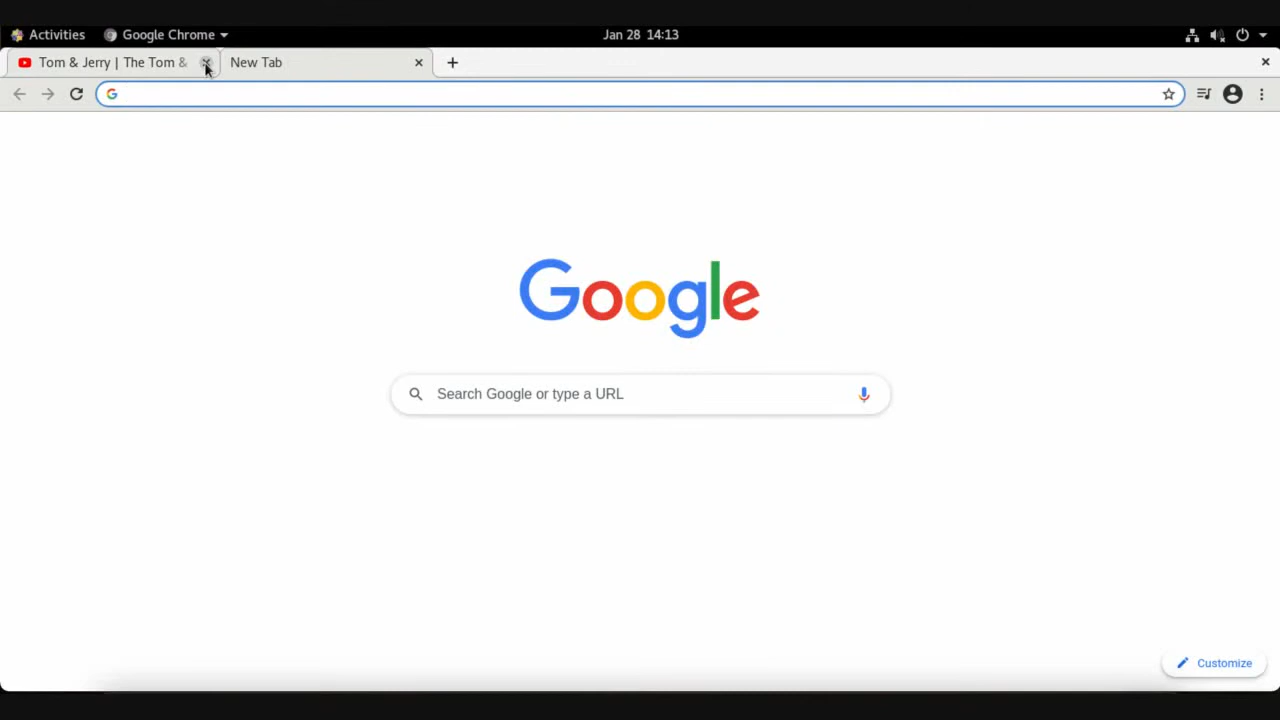 Activities Google Chrome Jan 28 14:13
Tom & Jerry | The Tom & New Tab
Google
Search Google or type a URL
Customize